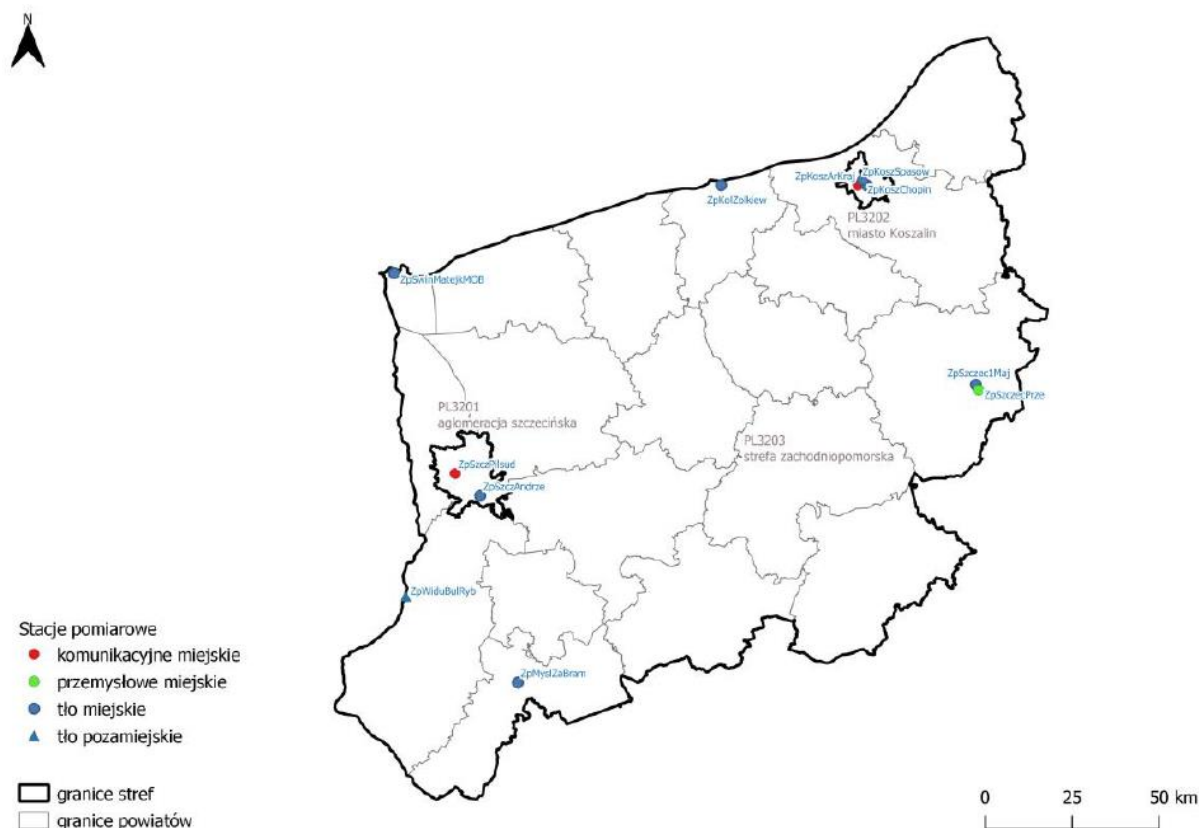 N
ZpKoszSpasow
ZpKoszArKraj
ZpKoszChopin
ZpKolZolkiew
PL3202
miasto Koszalin
ZpSwinMatejkMOB
ZpSzczec1Maj
ZpSzczecPrze
PL3201
aglomeracja szczecińska
PL3203
strefa zachodniopomorska
ZpSzczPilsud
ZpSzczAndrze
ZpWiduBulRyb
ZpMyslZaBram
Stacje pomiarowe
komunikacyjne miejskie
przemysłowe miejskie
tło miejskie
tło pozamiejskie
granice stref
granice powiatów
0 25 50 km